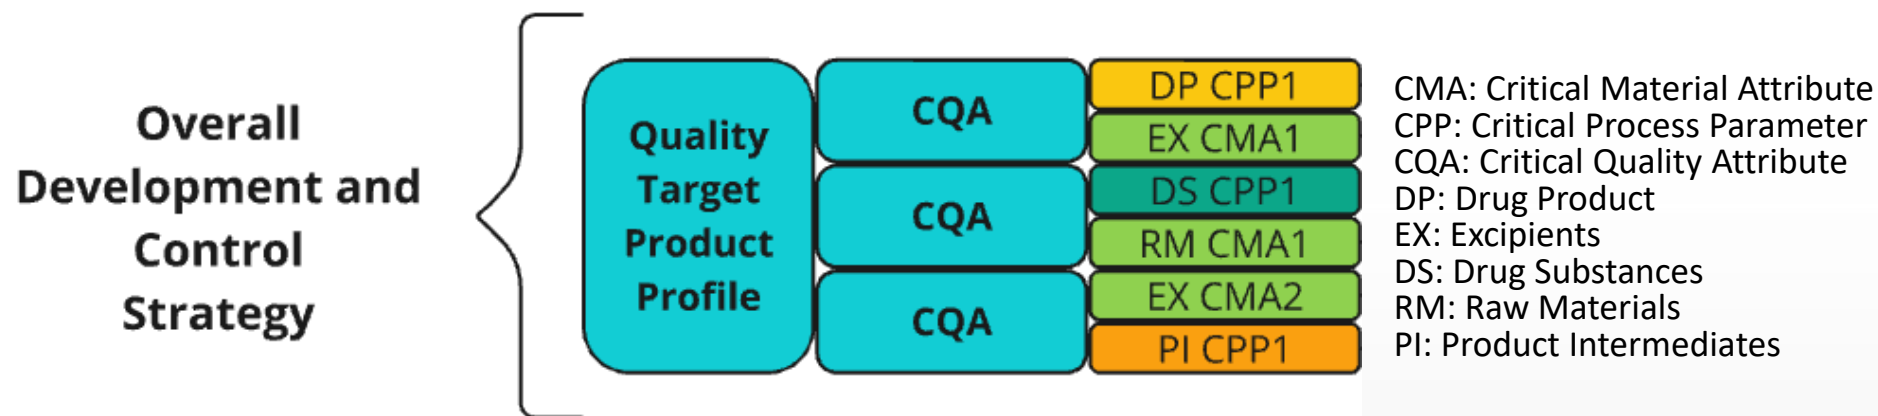 Overall
Development and
Control
Strategy
Quality
Target
Product
Profile
CQA
CQA
CQA
DP CPP1
EX CMA1
DS CPP1
RM CMA1
EX CMA2
PI CPP1
CMA: Critical Material Attribute
CPP: Critical Process Parameter
CQA: Critical Quality Attribute
DP: Drug Product
EX: Excipients
DS: Drug Substances
RM: Raw Materials
PI: Product Intermediates